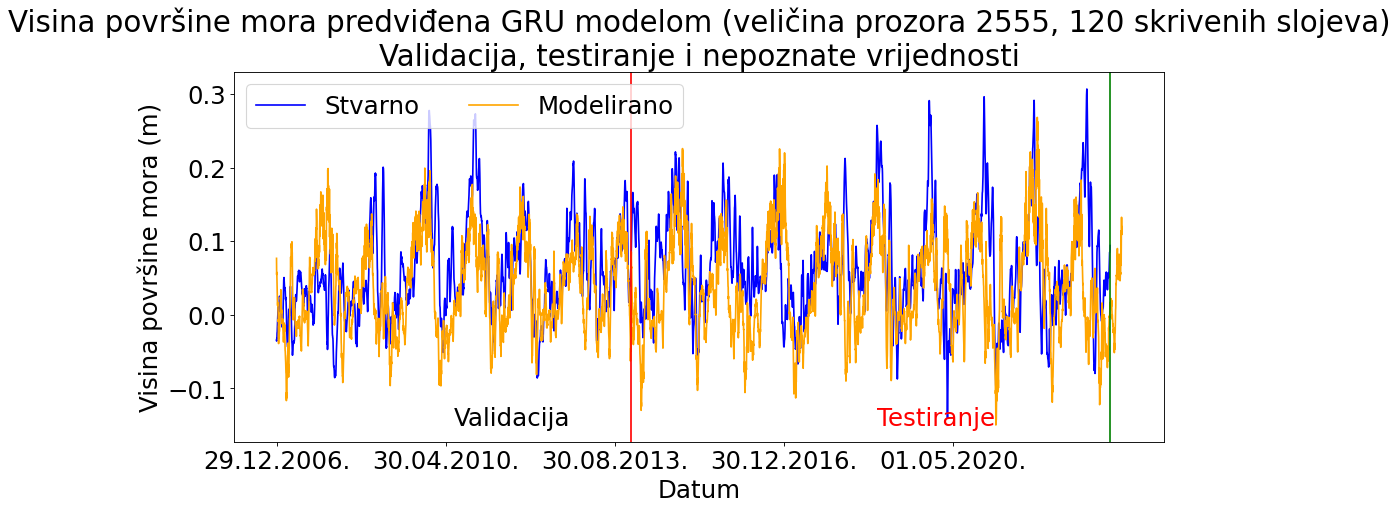 Visina površine mora predviđena GRU modelom (veličina prozora 2555, 120 skrivenih slojeva)
Validacija, testiranje i nepoznate vrijednosti
Stvarno Modelirano
Visina površine mora (m)
0.3
0.2
0.1
0.0
−0.1
Validacija Testiranje
29.12.2006. 30.04.2010. 30.08.2013. 30.12.2016. 01.05.2020.
Datum